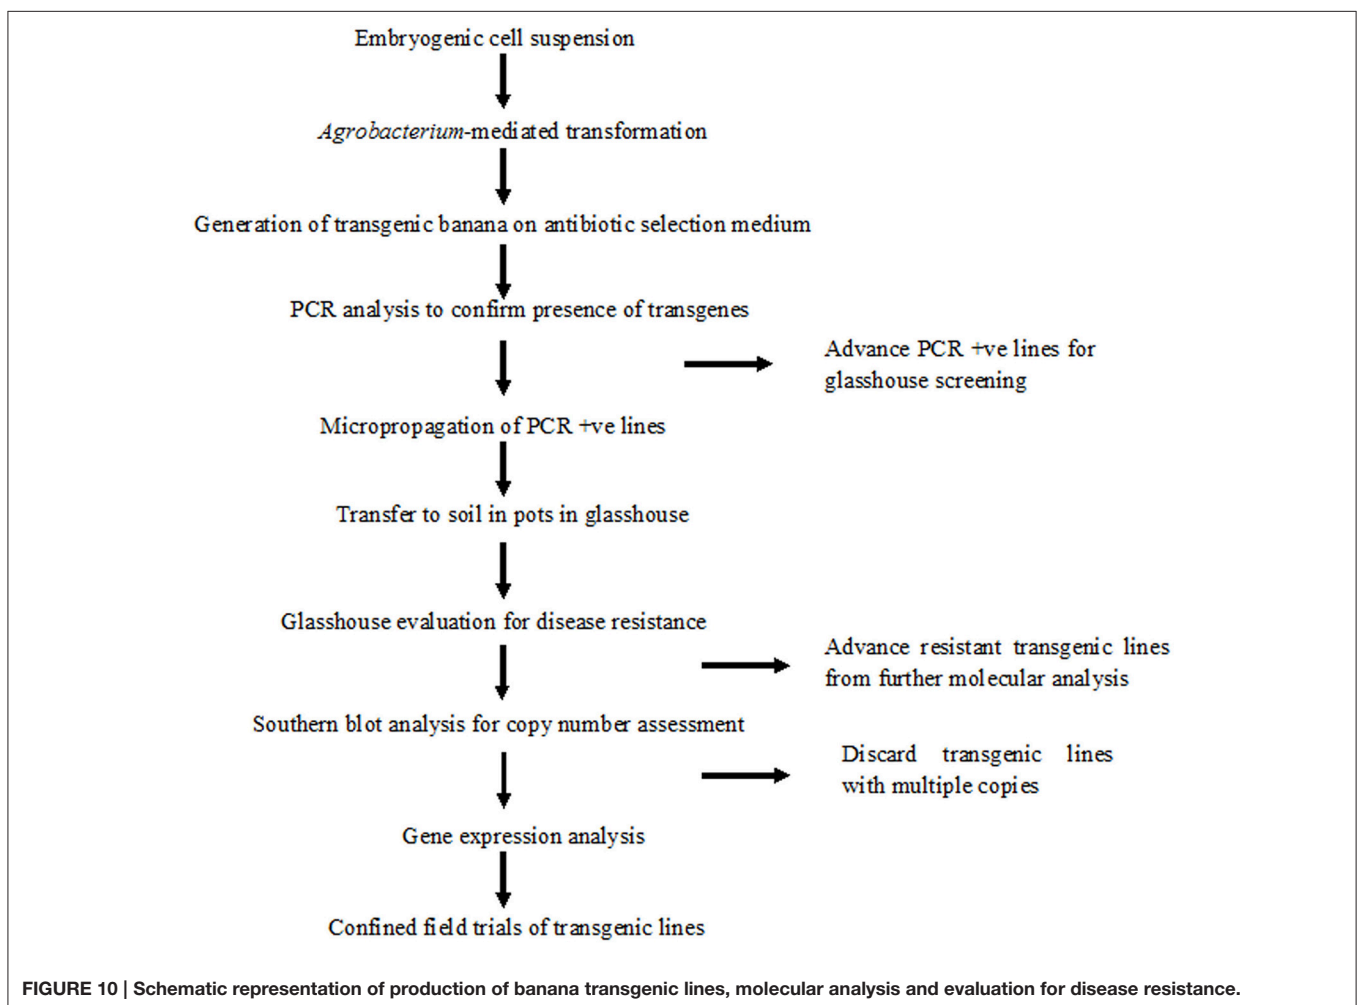 Embryogenic cell suspension
Agrobacterium-mediated transformation
Generation of transgenic banana on antibiotic selection medium
PCR analysis to confirm presence of transgenes
Advance PCR +ve lines for
glasshouse screening
Micropropagation of PCR +ve lines
Transfer to soil in pots in glasshouse
Glasshouse evaluation for disease resistance
Advance resistant transgenic lines
from further molecular analysis
Southern blot analysis for copy number assessment
Discard transgenic lines
with multiple copies
Gene expression analysis
Confined field trials of transgenic lines
FIGURE 10 | Schematic representation of production of banana transgenic lines, molecular analysis and evaluation for disease resistance.